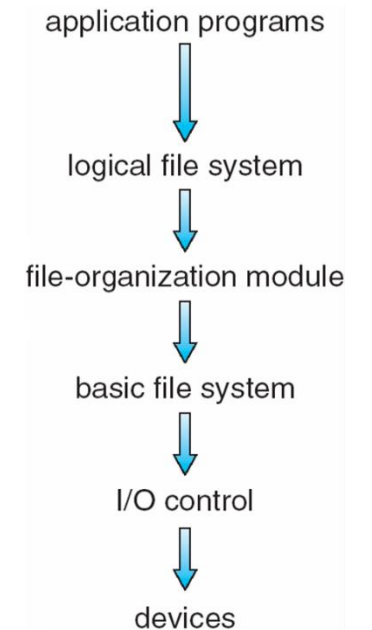 application programs
logical file system
file-organization module
basic file system
I/O control
devices